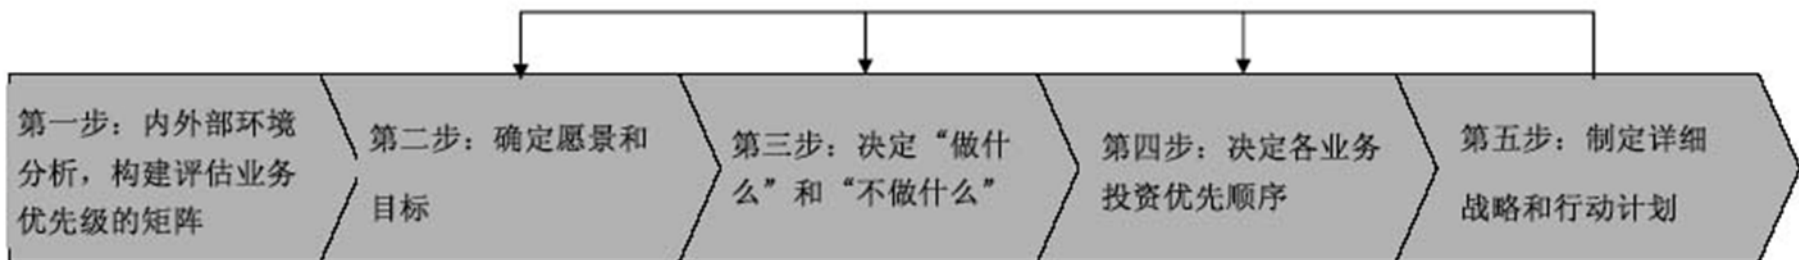 第一步：内外部环境
分析，构建评估业务
优先级的矩阵
第二步：确定愿景和
目标
第三步：决定“做什
么”和“不做什么”
第四步：决定各业务
投资优先顺序
第五步：制定详细
战略和行动计划